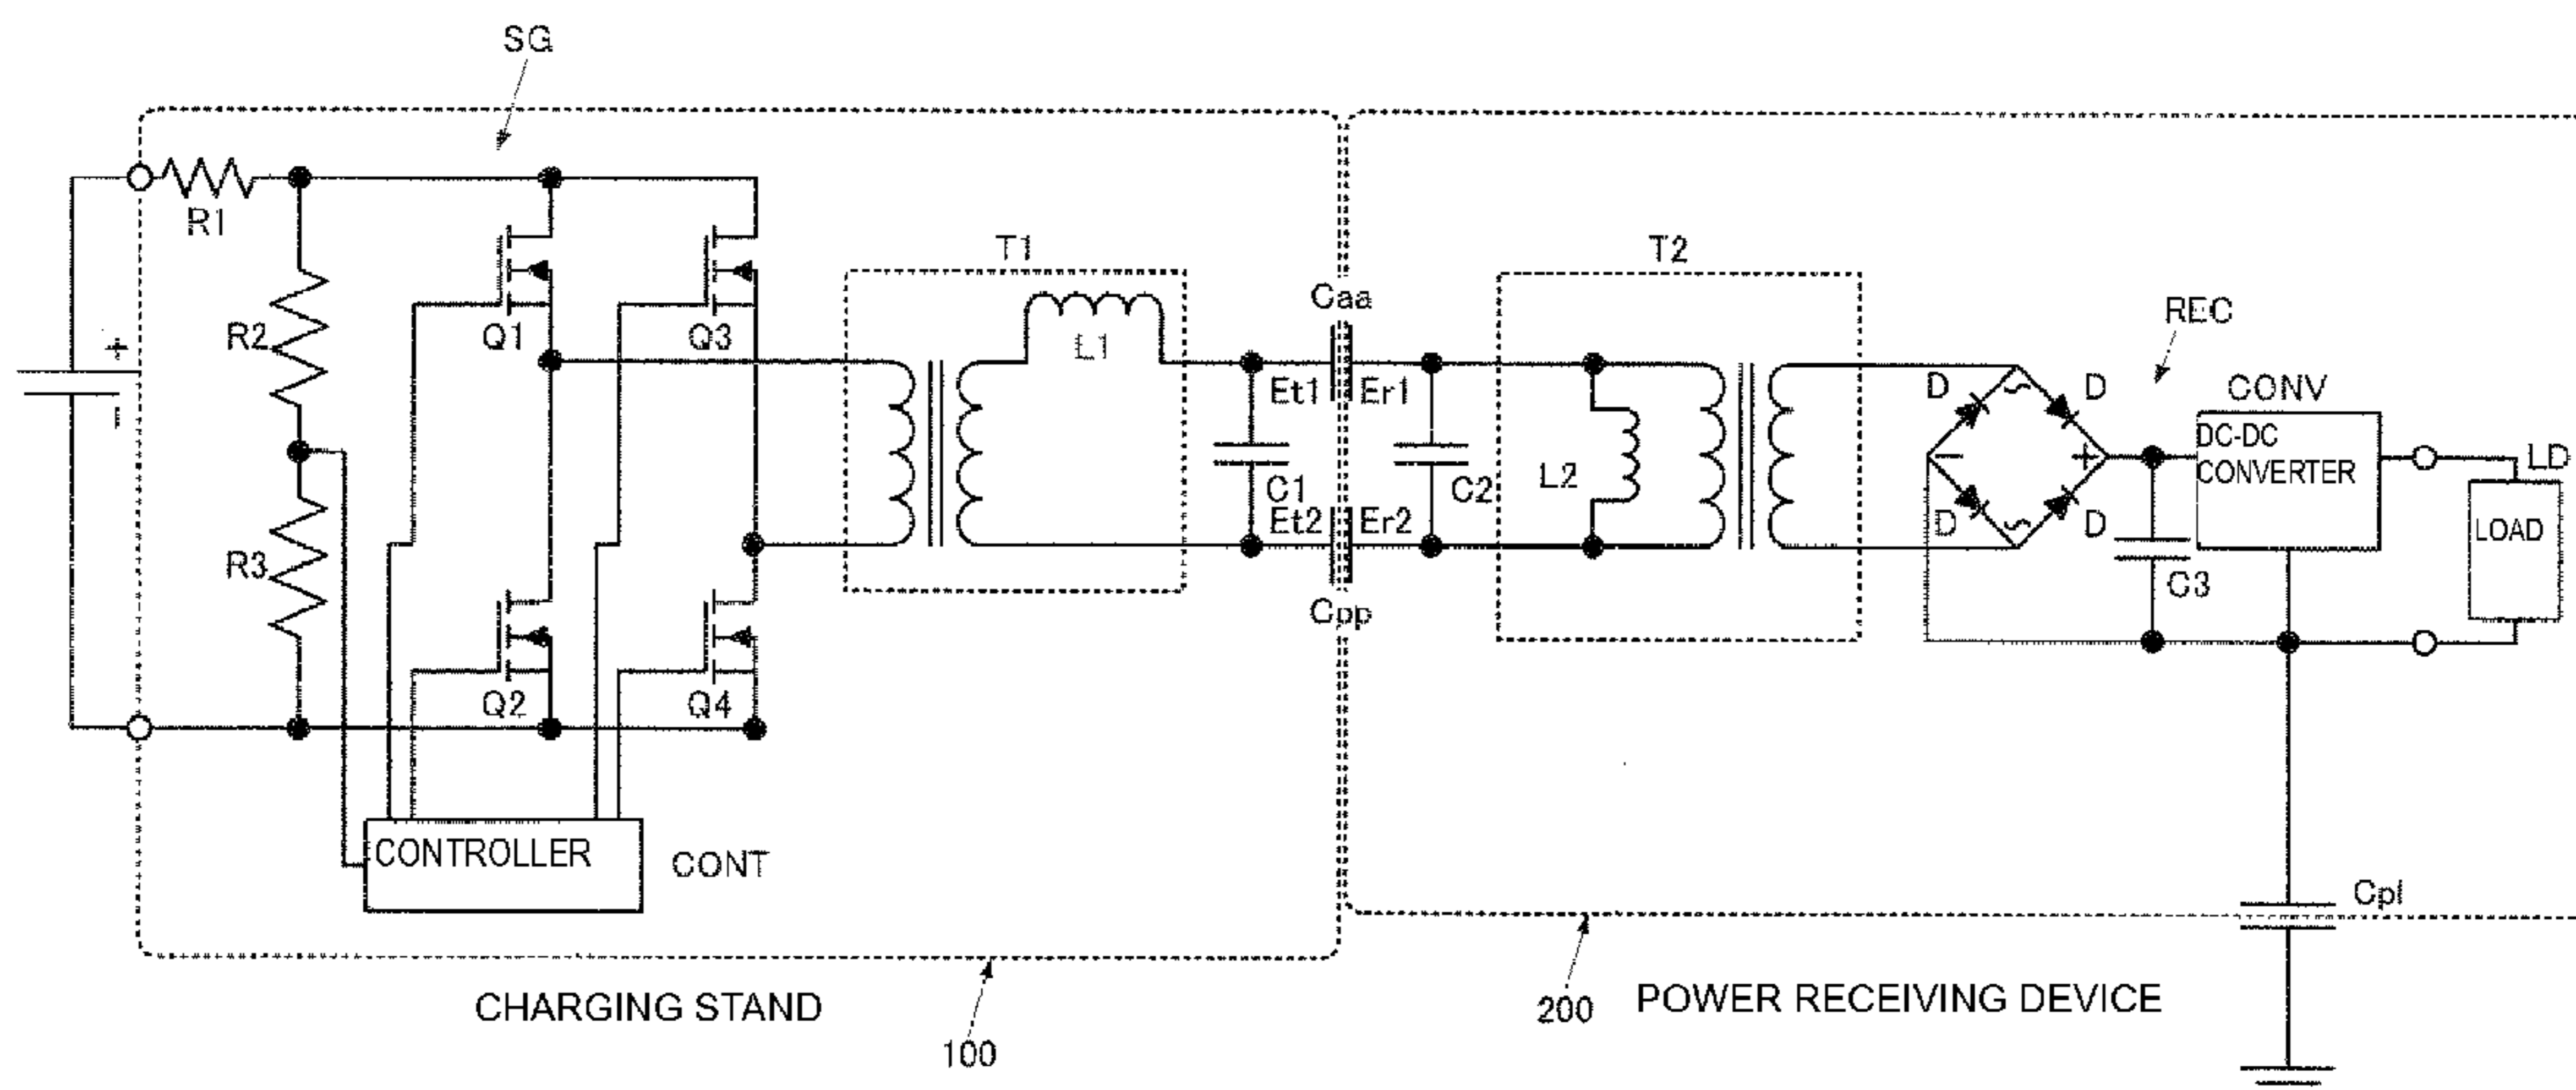 SG
R1
T1
T2
Caa
REC
R2
Q1
Q3
L1
+
-
Et1
Er1
D
D
CONV
DC-DC
CONVERTER
LD
LOAD
C1
C2
L2
Et2
Er2
D
D
C3
R3
Cpp
Q2
Q4
CONTROLLER
CONT
Cpl
CHARGING STAND
100
200
POWER RECEIVING DEVICE